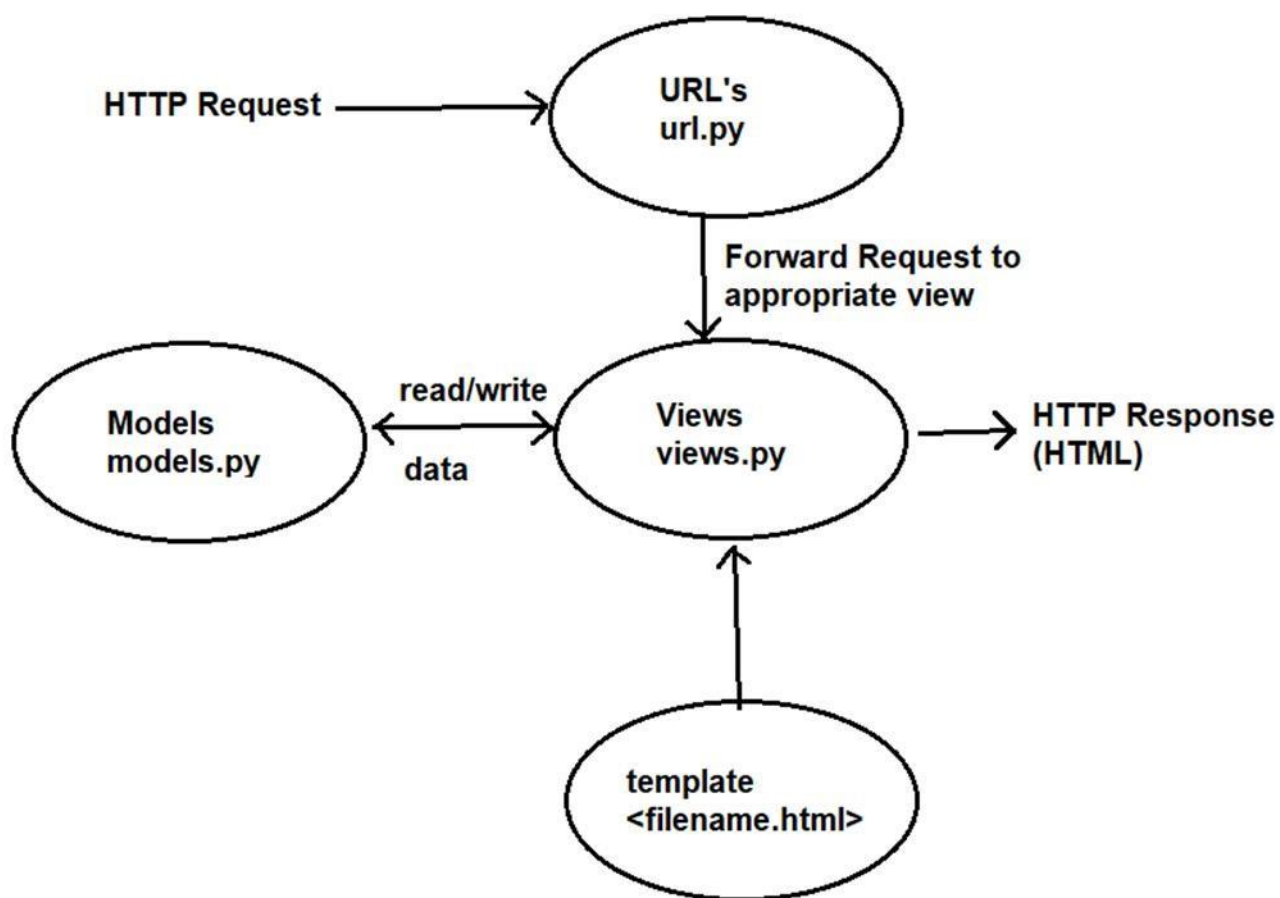 HTTP Request
URL's
url.py
Forward Request to
appropriate view
read/write
data
Models
models.py
Views
views.py
HTTP Response
(HTML)
template
<filename.html>